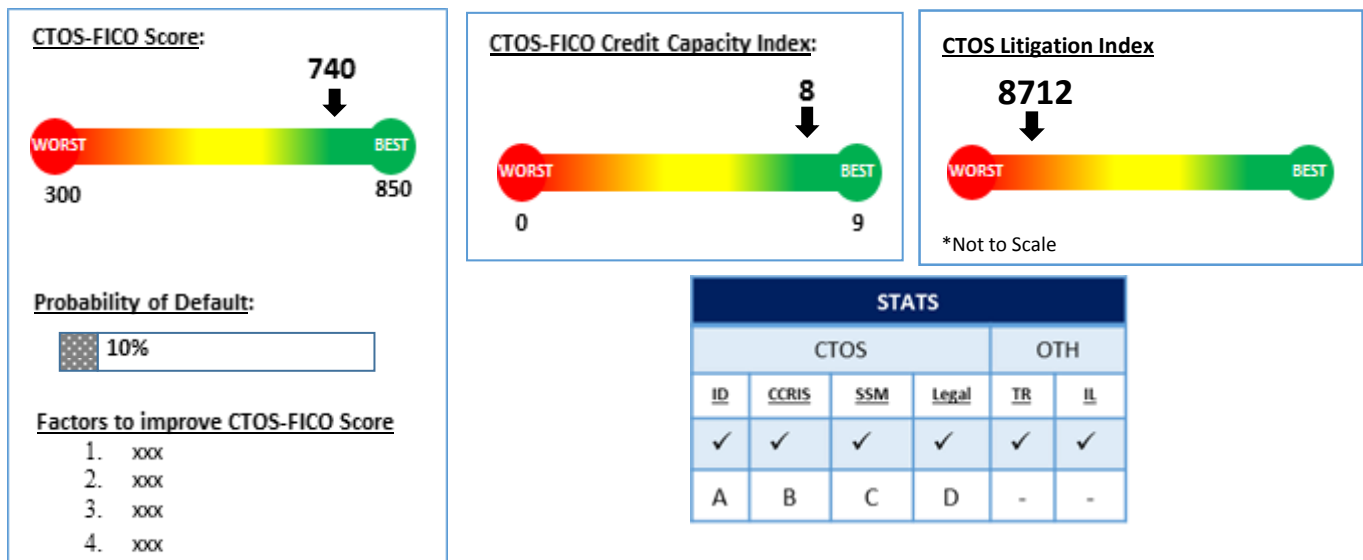 CTOS-FICO Score:
740
WORST
BEST
300
850
Probability of Default:
10%
Factors to improve CTOS-FICO Score
1. xxx
2. xxx
3. xxx
4. xxx
CTOS-FICO Credit Capacity Index:
8
WORST
BEST
0
9
CTOS Litigation Index
8712
WORST
BEST
*Not to Scale
STATS
CTOS OTH
ID CCRIS SSM Legal TR IL
✓ ✓ ✓ ✓ ✓ ✓
A B C D - -